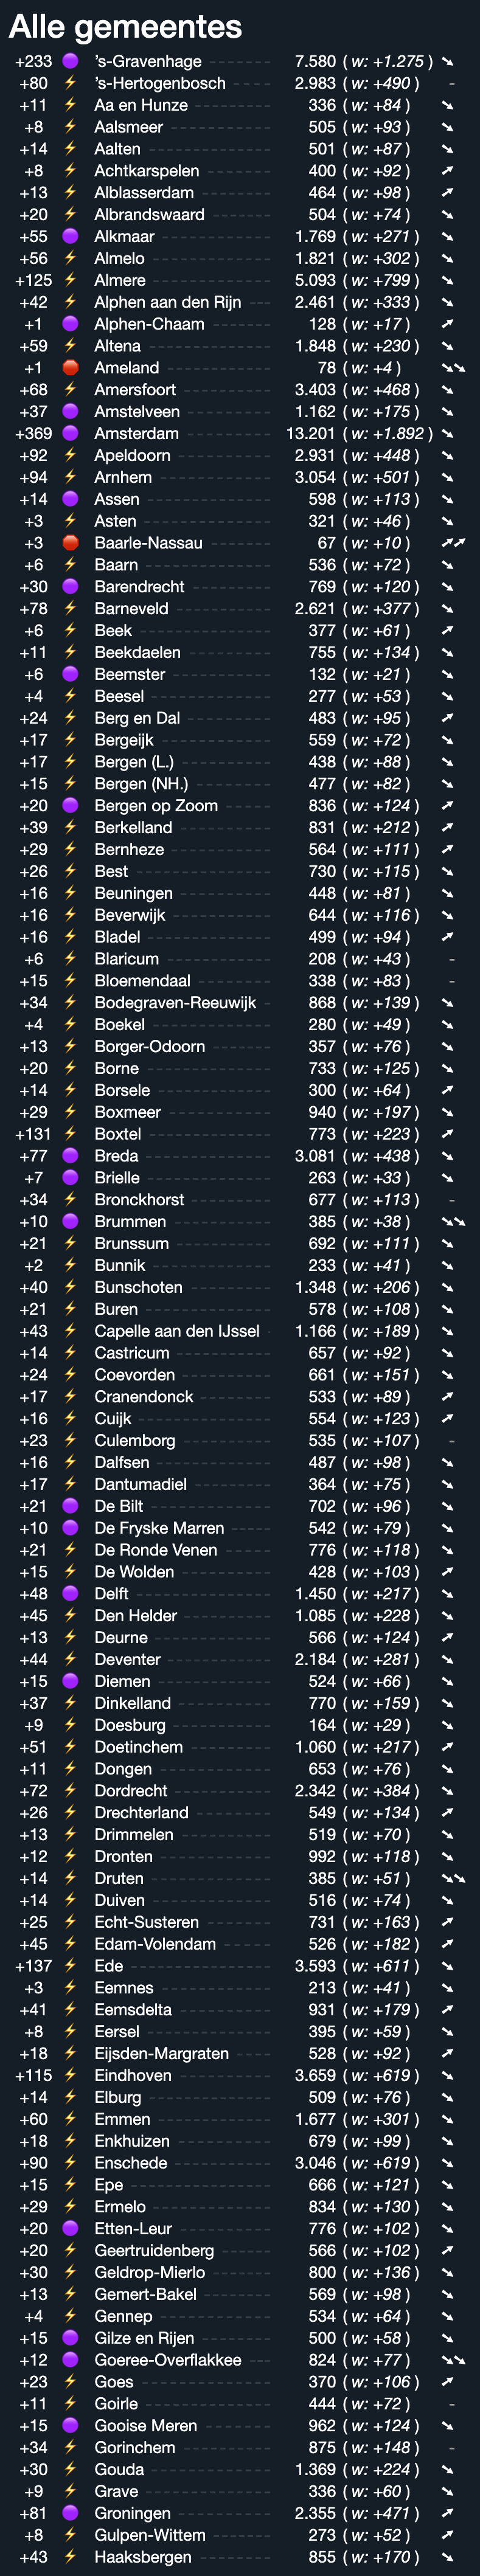 Alle gemeentes
+233 's-Gravenhage 7.580 ( w: +1.275 )
+80 's-Hertogenbosch 2.983 ( w: +490 ) -
+11 Aa en Hunze 336 ( w: +84 )
+8 Aalsmeer 505 ( w: +93 )
+14 Aalten 501 ( w: +87 )
+8 Achtkarspelen 400 ( w: +92 )
+13 Alblasserdam 464 ( w: +98 )
+20 Albrandswaard 504 ( w: +74 )
+55 Alkmaar 1.769 ( w: +271 )
+56 Almelo 1.821 ( w: +302 )
+125 Almere 5.093 ( w: +799 )
+42 Alphen aan den Rijn 2.461 ( w: +333 )
+1 Alphen-Chaam 128 ( w: +17 )
+59 Altena 1.848 ( w: +230 )
+1 Ameland 78 ( w: +4 )
+68 Amersfoort 3.403 ( w: +468 )
+37 Amstelveen 1.162 ( w: +175 )
+369 Amsterdam 13.201 ( w: +1.892 )
+92 Apeldoorn 2.931 ( w: +448 )
+94 Arnhem 3.054 ( w: +501 )
+14 Assen 598 ( w: +113 )
+3 Asten 321 ( w: +46 )
+3 Baarle-Nassau 67 ( w: +10 )
+6 Baarn 536 ( w: +72 )
+30 Barendrecht 769 ( w: +120 )
+78 Barneveld 2.621 ( w: +377 )
+6 Beek 377 ( w: +61 )
+11 Beekdaelen 755 ( w: +134 )
+6 Beemster 132 ( w: +21 )
+4 Beesel 277 ( w: +53 )
+24 Berg en Dal 483 ( w: +95 )
+17 Bergeijk 559 ( w: +72 )
+17 Bergen (L.) 438 ( w: +88 )
+15 Bergen (NH.) 477 ( w: +82 )
+20 Bergen op Zoom 836 ( w: +124 )
+39 Berkelland 831 ( w: +212 )
+29 Bernheze 564 ( w: +111 )
+26 Best 730 ( w: +115 )
+16 Beuningen 448 ( w: +81 )
+16 Beverwijk 644 ( w: +116 )
+16 Bladel 499 ( w: +94 )
+6 Blaricum 208 ( w: +43 ) -
+15 Bloemendaal 338 ( w: +83 ) -
+34 Bodegraven-Reeuwijk 868 ( w: +139 )
+4 Boekel 280 ( w: +49 )
+13 Borger-Odoorn 357 ( w: +76 )
+20 Borne 733 ( w: +125 )
+14 Borsele 300 ( w: +64 )
+29 Boxmeer 940 ( w: +197 )
+131 Boxtel 773 ( w: +223 )
+77 Breda 3.081 ( w: +438 )
+7 Brielle 263 ( w: +33 )
+34 Bronckhorst 677 ( w: +113 ) -
+10 Brummen 385 ( w: +38 )
+21 Brunssum 692 ( w: +111 )
+2 Bunnik 233 ( w: +41 )
+40 Bunschoten 1.348 ( w: +206 )
+21 Buren 578 ( w: +108 )
+43 Capelle aan den IJssel 1.166 ( w: +189 )
+14 Castricum 657 ( w: +92 )
+24 Coevorden 661 ( w: +151 )
+17 Cranendonck 533 ( w: +89 )
+16 Cuijk 554 ( w: +123 )
+23 Culemborg 535 ( w: +107 ) -
+16 Dalfsen 487 ( w: +98 )
+17 Dantumadiel 364 ( w: +75 )
+21 De Bilt 702 ( w: +96 )
+10 De Fryske Marren 542 ( w: +79 )
+21 De Ronde Venen 776 ( w: +118 )
+15 De Wolden 428 ( w: +103 )
+48 Delft 1.450 ( w: +217 )
+45 Den Helder 1.085 ( w: +228 )
+13 Deurne 566 ( w: +124 )
+44 Deventer 2.184 ( w: +281 )
+15 Diemen 524 ( w: +66 )
+37 Dinkelland 770 ( w: +159 )
+9 Doesburg 164 ( w: +29 )
+51 Doetinchem 1.060 ( w: +217 )
+11 Dongen 653 ( w: +76 )
+72 Dordrecht 2.342 ( w: +384 )
+26 Drechterland 549 ( w: +134 )
+13 Drimmelen 519 ( w: +70 )
+12 Dronten 992 ( w: +118 )
+14 Druten 385 ( w: +51 )
+14 Duiven 516 ( w: +74 )
+25 Echt-Susteren 731 ( w: +163 )
+45 Edam-Volendam 526 ( w: +182 )
+137 Ede 3.593 ( w: +611 )
+3 Eemnes 213 ( w: +41 )
+41 Eemsdelta 931 ( w: +179 )
+8 Eersel 395 ( w: +59 )
+18 Eijsden-Margraten 528 ( w: +92 )
+115 Eindhoven 3.659 ( w: +619 )
+14 Elburg 509 ( w: +76 )
+60 Emmen 1.677 ( w: +301 )
+18 Enkhuizen 679 ( w: +99 )
+90 Enschede 3.046 ( w: +619 )
+15 Epe 666 ( w: +121 )
+29 Ermelo 834 ( w: +130 )
+20 Etten-Leur 776 ( w: +102 )
+20 Geertruidenberg 566 ( w: +102 )
+30 Geldrop-Mierlo 800 ( w: +136 )
+13 Gemert-Bakel 569 ( w: +98 )
+4 Gennep 534 ( w: +64 )
+15 Gilze en Rijen 500 ( w: +58 )
+12 Goeree-Overflakkee 824 ( w: +77 )
+23 Goes 370 ( w: +106 )
+11 Goirle 444 ( w: +72 ) -
+15 Gooise Meren 962 ( w: +124 )
+34 Gorinchem 875 ( w: +148 ) -
+30 Gouda 1.369 ( w: +224 )
+9 Grave 336 ( w: +60 )
+81 Groningen 2.355 ( w: +471 )
+8 Gulpen-Wittem 273 ( w: +52 )
+43 Haaksbergen 855 ( w: +170 )